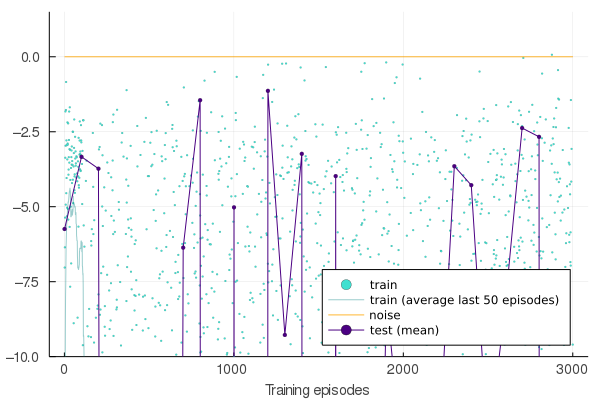 0.0
−2.5
−5.0
−7.5
−10.0
train
train (average last 50 episodes)
noise
test (mean)
0 1000 2000 3000
Training episodes